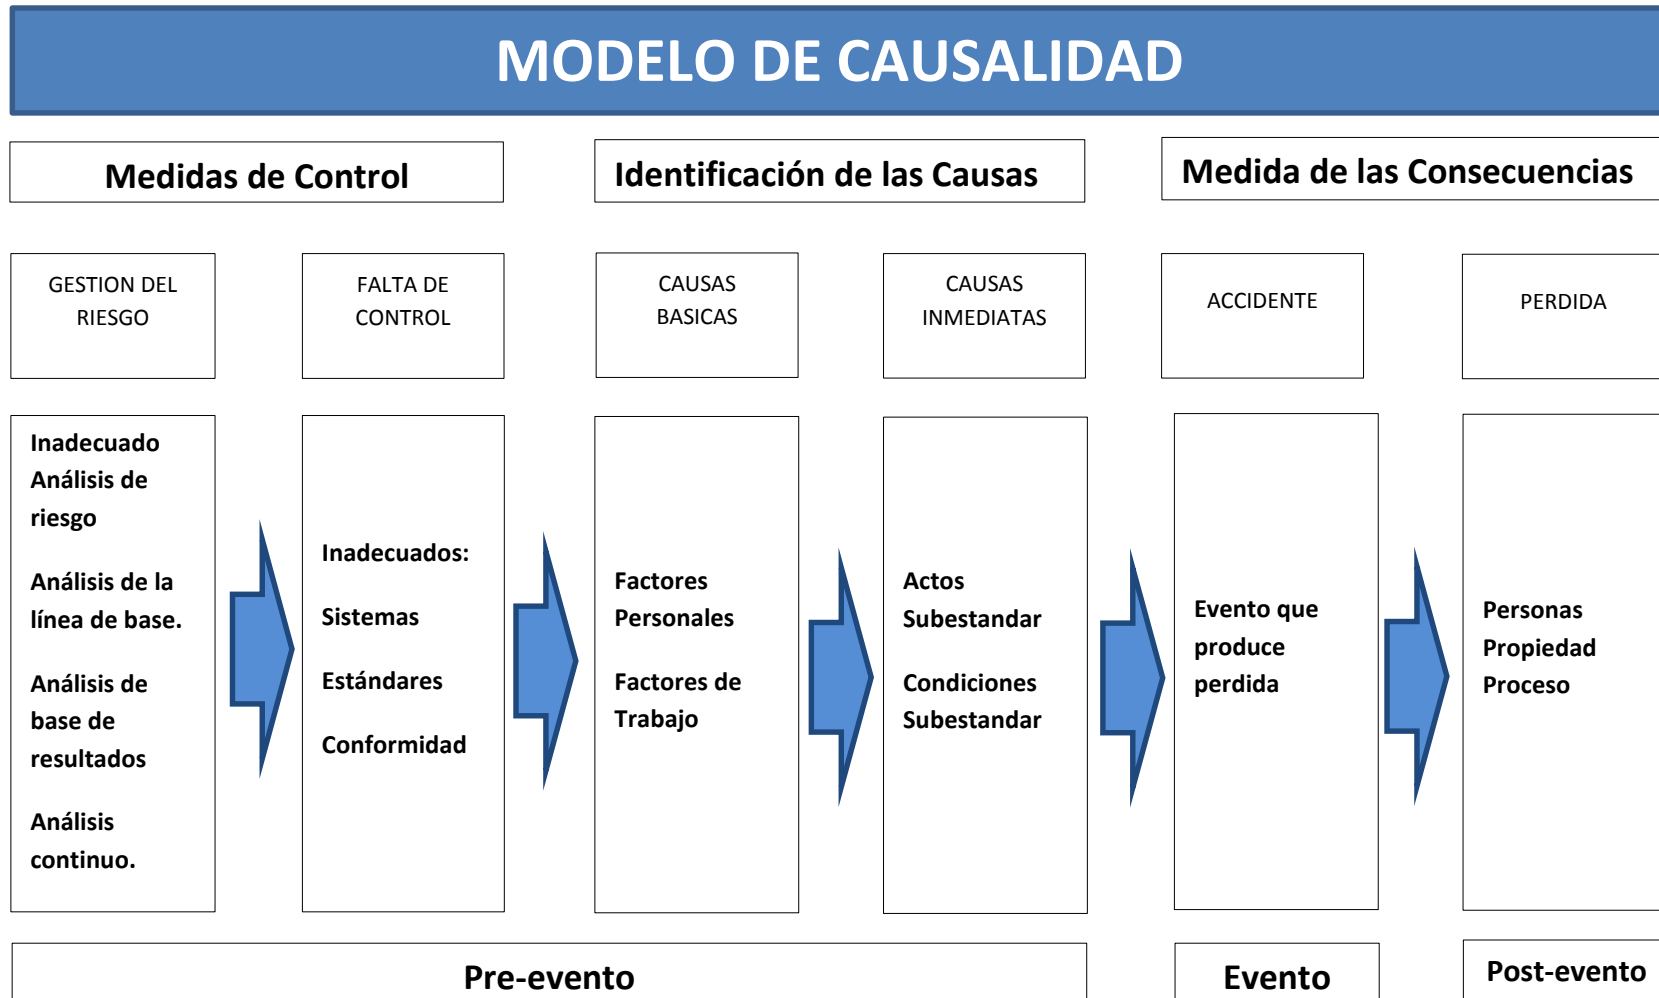 MODELO DE CAUSALIDAD
Medidas de Control
Identificación de las Causas
Medida de las Consecuencias
GESTION DEL
RIESGO
FALTA DE
CONTROL
CAUSAS
BASICAS
CAUSAS
INMEDIATAS
ACCIDENTE
PERDIDA
Inadecuado
Análisis de
riesgo
Análisis de la
línea de base.
Análisis de
base de
resultados
Análisis
continuo.
Inadecuados:
Sistemas
Estándares
Conformidad
Factores
Personales
Factores de
Trabajo
Actos
Subestandar
Condiciones
Subestandar
Evento que
produce
perdida
Personas
Propiedad
Proceso
Pre-evento
Evento
Post-evento